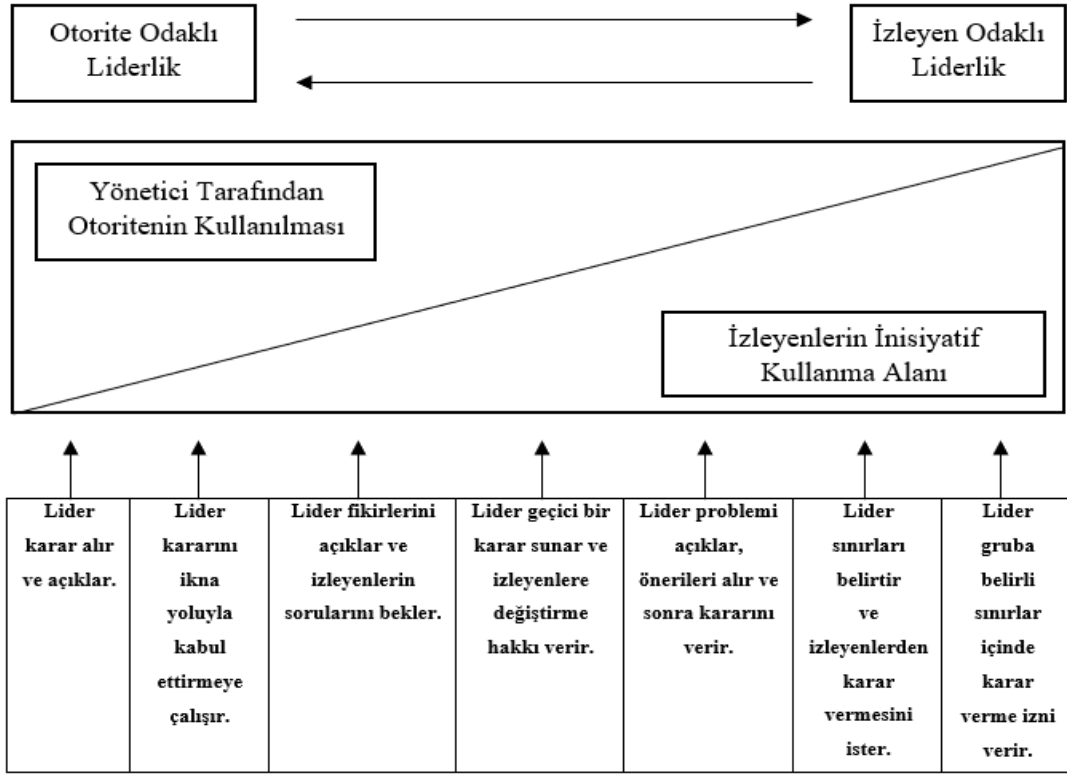 Otorite Odaklı
Liderlik
İzleyen Odaklı
Liderlik
Yönetici Tarafından
Otoritenin Kullanılması
İzleyenlerin İnisiyatif
Kullanma Alanı
Lider
karar alır
ve açıklar.
Lider
kararını
ikna
yoluyla
kabul
ettirmeye
çalışır.
Lider fikirlerini
açıklar ve
izleyenlerin
sorularını bekler.
Lider geçici bir
karar sunar ve
izleyenlere
değiştirme
hakkı verir.
Lider problemi
açıklar,
önerileri alır ve
sonra kararını
verir.
Lider
sınırları
belirtir
ve
izleyenlerden
karar
vermesini
ister.
Lider
gruba
belirli
sınırlar
içinde
karar
verme izni
verir.